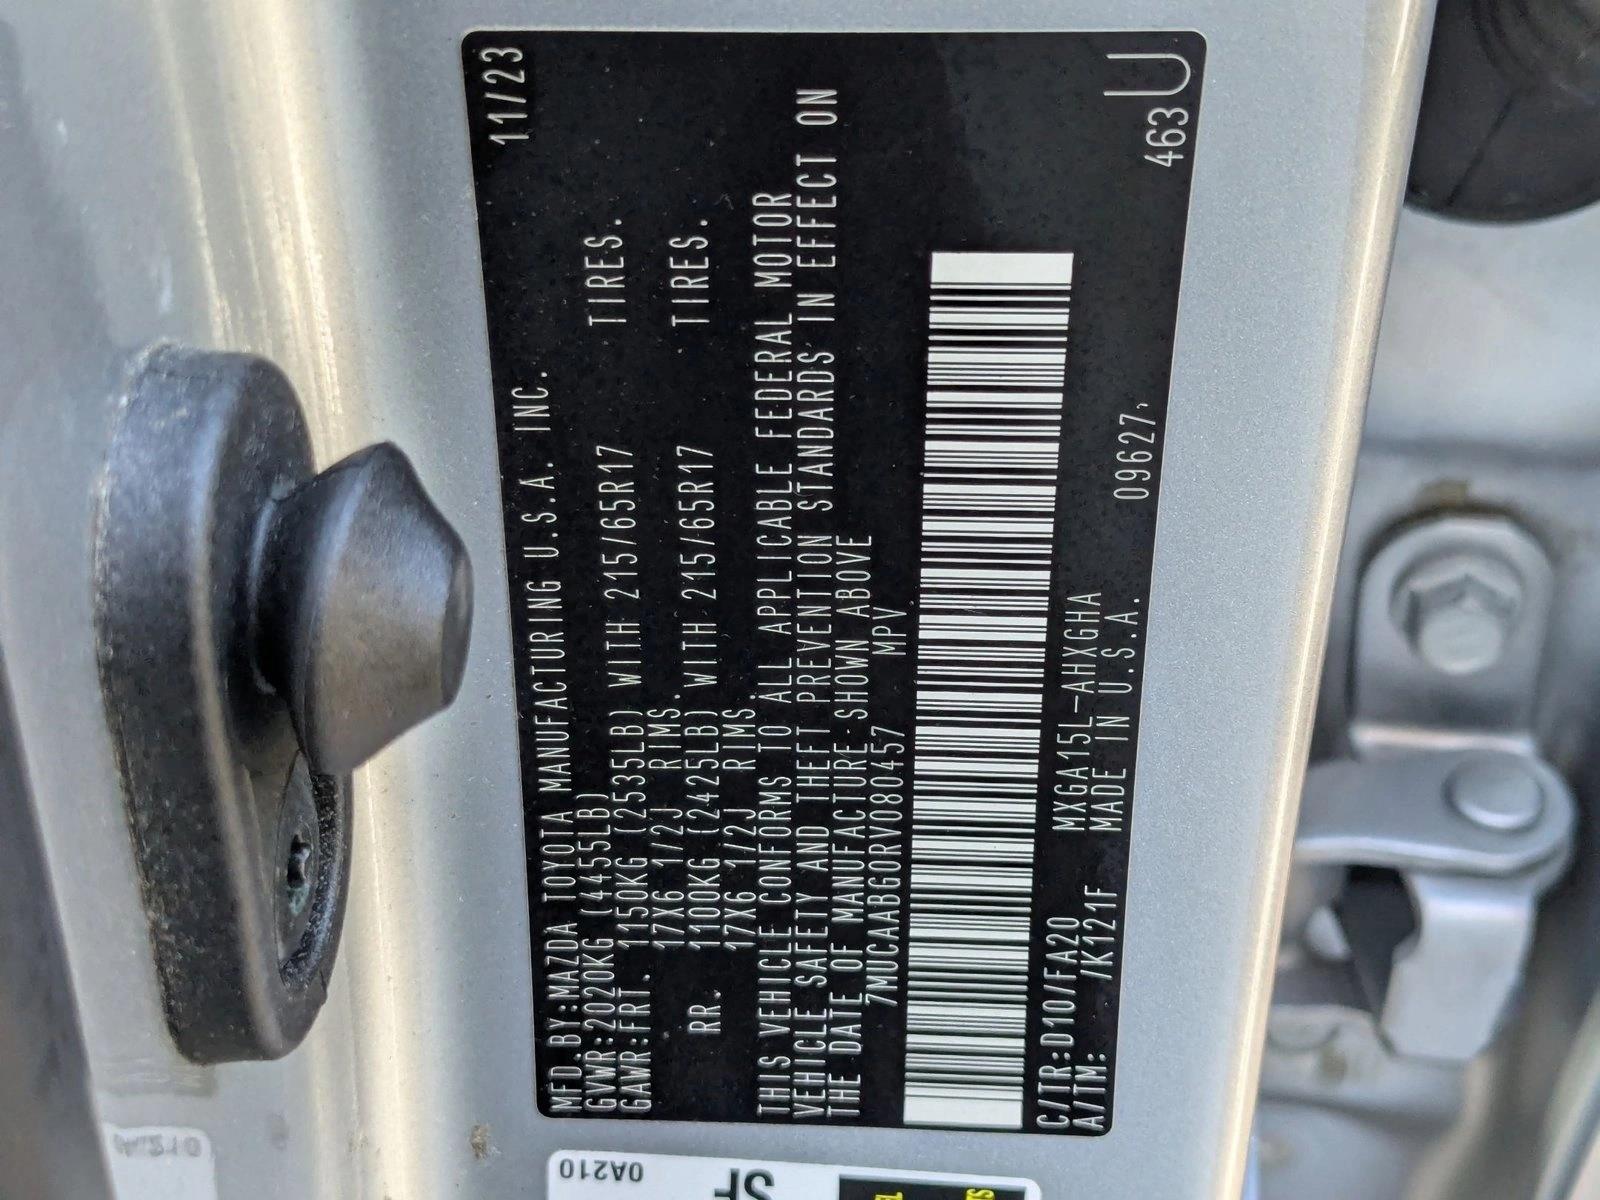 MFD.BY:MAZDA TOYOTA MANUFACTURING U.S.A. INC. 11/23
GVWR:2020KG (4455LB)
GAWR:FRT. 1150KG (2535LB) WITH 215/65R17 TIRES.
17X6 1/2J RIMS.
RR. 1100KG (2425LB) WITH 215/65R17 TIRES.
17X6 1/2J RIMS.
THIS VEHICLE CONFORMS TO ALL APPLICABLE FEDERAL MOTOR
VEHICLE SAFETY AND THEFT PREVENTION STANDARDS IN EFFECT ON
THE DATE OF MANUFACTURE SHOWN ABOVE
7MUCAABG0RV080457 MPV
C/TR:D10/FA20 MXGA15L-AHXGHA
A/TM: /K121F MADE IN U.S.A. 09627
463 U
0A210